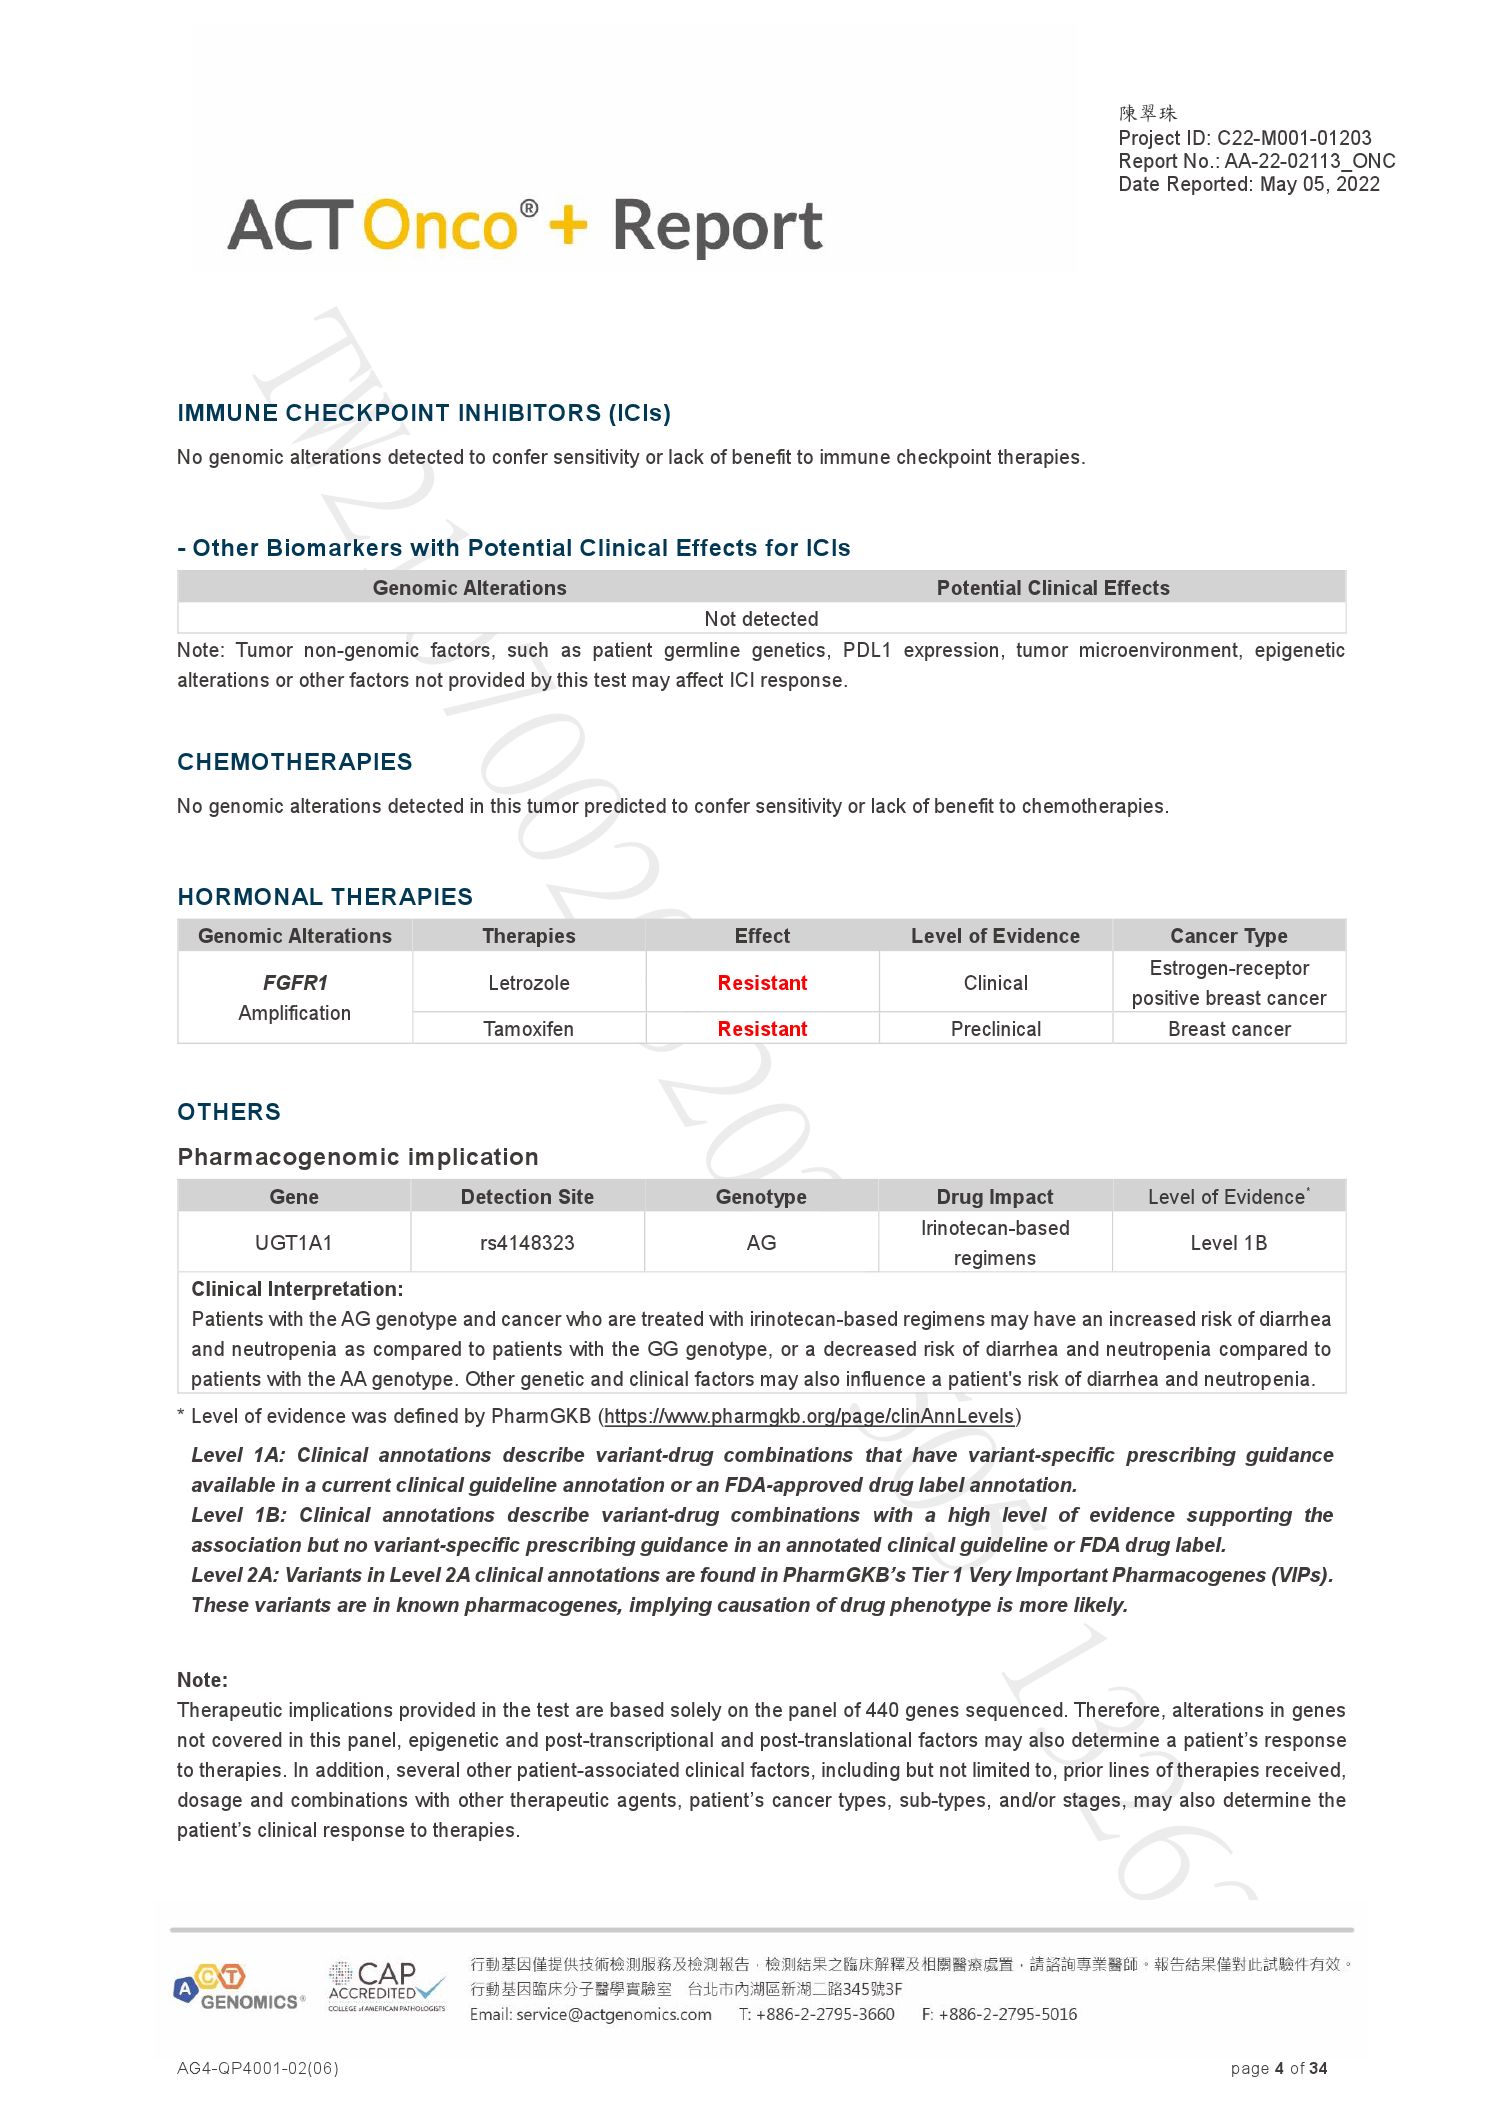 陳翠珠
Project ID: C22-M001-01203
Report No.: AA-22-02113_ONC
Date Reported: May 05, 2022
ACT Onco®+ Report
IMMUNE CHECKPOINT INHIBITORS (ICIs)
No genomic alterations detected to confer sensitivity or lack of benefit to immune checkpoint therapies.
- Other Biomarkers with Potential Clinical Effects for ICIs
Genomic Alterations Potential Clinical Effects
Not detected
Note: Tumor non-genomic factors, such as patient germline genetics, PDL1 expression, tumor microenvironment, epigenetic
alterations or other factors not provided by this test may affect ICI response.
CHEMOTHERAPIES
No genomic alterations detected in this tumor predicted to confer sensitivity or lack of benefit to chemotherapies.
HORMONAL THERAPIES
Genomic Alterations Therapies Effect Level of Evidence Cancer Type
FGFR1
Amplification
Letrozole Resistant Clinical
Estrogen-receptor
positive breast cancer
Tamoxifen Resistant Preclinical Breast cancer
OTHERS
Pharmacogenomic implication
Gene Detection Site Genotype Drug Impact Level of Evidence*
UGT1A1 rs4148323 AG
Irinotecan-based
regimens
Level 1B
Clinical Interpretation:
Patients with the AG genotype and cancer who are treated with irinotecan-based regimens may have an increased risk of diarrhea
and neutropenia as compared to patients with the GG genotype, or a decreased risk of diarrhea and neutropenia compared to
patients with the AA genotype. Other genetic and clinical factors may also influence a patient's risk of diarrhea and neutropenia.
* Level of evidence was defined by PharmGKB (https://www.pharmgkb.org/page/clinAnnLevels)
Level 1A: Clinical annotations describe variant-drug combinations that have variant-specific prescribing guidance
available in a current clinical guideline annotation or an FDA-approved drug label annotation.
Level 1B: Clinical annotations describe variant-drug combinations with a high level of evidence supporting the
association but no variant-specific prescribing guidance in an annotated clinical guideline or FDA drug label.
Level 2A: Variants in Level 2A clinical annotations are found in PharmGKB’s Tier 1 Very Important Pharmacogenes (VIPs).
These variants are in known pharmacogenes, implying causation of drug phenotype is more likely.
Note:
Therapeutic implications provided in the test are based solely on the panel of 440 genes sequenced. Therefore, alterations in genes
not covered in this panel, epigenetic and post-transcriptional and post-translational factors may also determine a patient’s response
to therapies. In addition, several other patient-associated clinical factors, including but not limited to, prior lines of therapies received,
dosage and combinations with other therapeutic agents, patient’s cancer types, sub-types, and/or stages, may also determine the
patient’s clinical response to therapies.
ACT GENOMICS®
CAP
ACCREDITED
COLLEGE of AMERICAN PATHOLOGISTS
行動基因僅提供技術檢測服務及檢測報告，檢測結果之臨床解釋及相關醫療處置，請諮詢專業醫師。報告結果僅對此試驗件有效。
行動基因臨床分子醫學實驗室 台北市內湖區新湖二路345號3F
Email: service@actgenomics.com T: +886-2-2795-3660 F: +886-2-2795-5016
AG4-QP4001-02(06) page 4 of 34